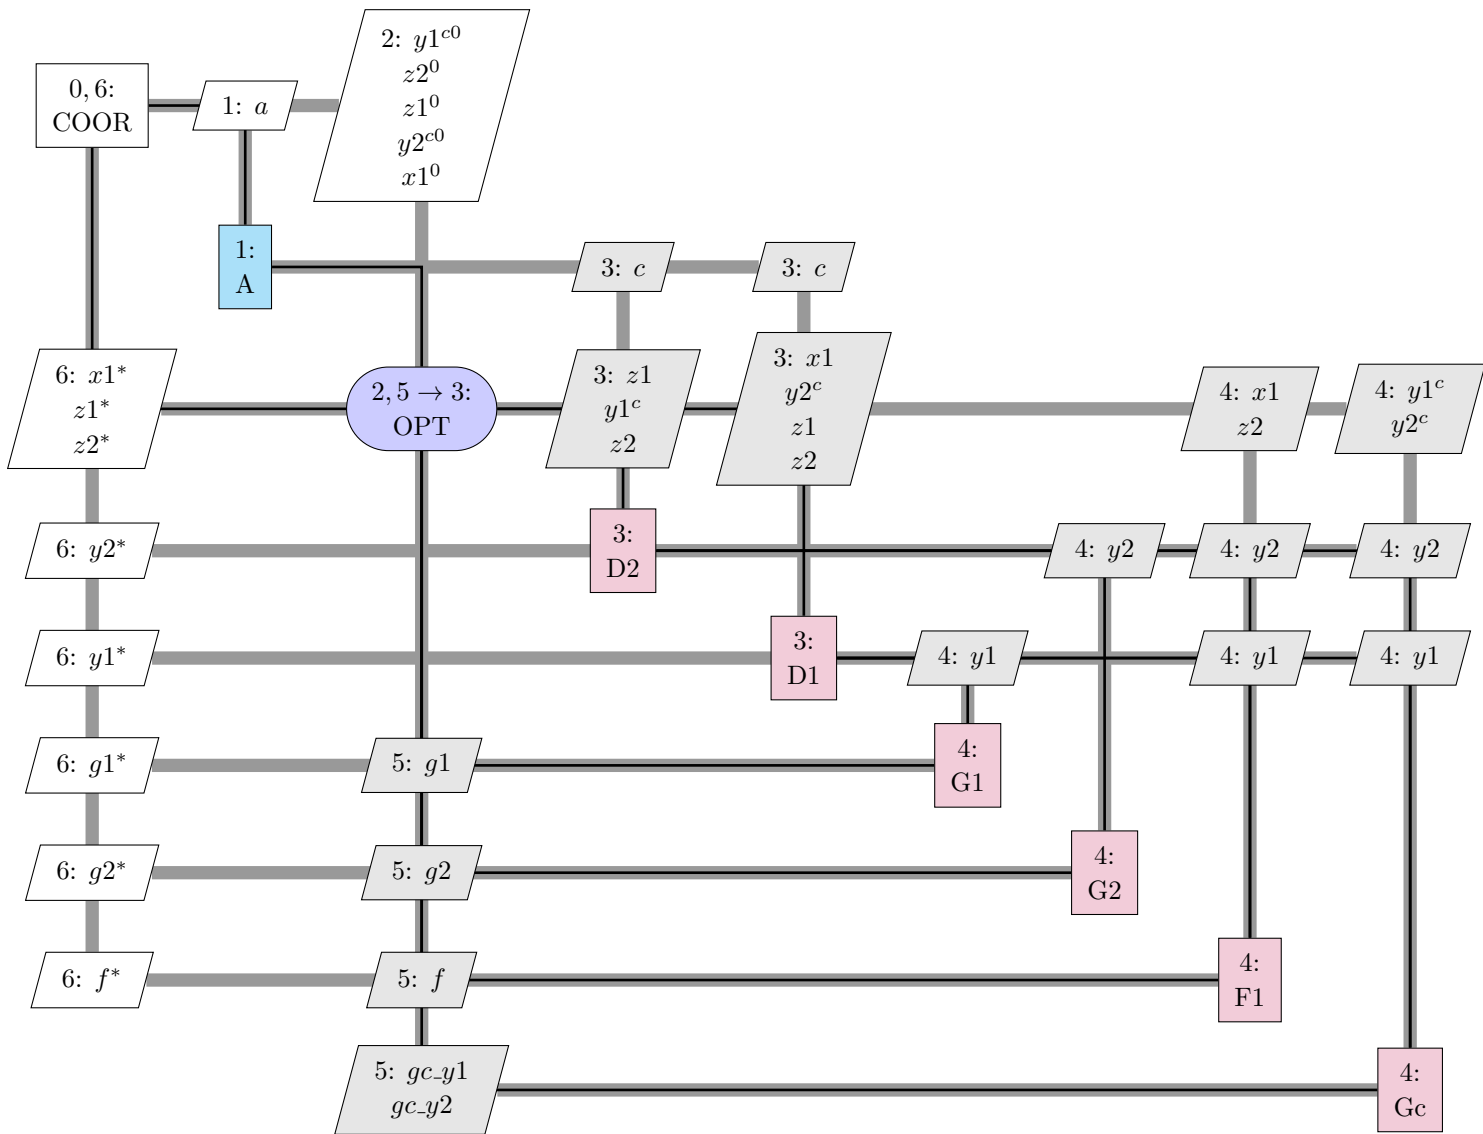 0, 6:
COOR
1: a
2: y1^{c0}
z2^0
z1^0
y2^{c0}
x1^0
1:
A
3: c
3: c
6: x1*
z1*
z2*
2, 5 → 3:
OPT
3: z1
y1^c
z2
3: x1
y2^c
z1
z2
4: x1
z2
4: y1^c
y2^c
6: y2*
3:
D2
4: y2
4: y2
4: y2
6: y1*
3:
D1
4: y1
4: y1
4: y1
6: g1*
5: g1
4:
G1
6: g2*
5: g2
4:
G2
6: f*
5: f
4:
F1
5: gc_y1
gc_y2
4:
Gc